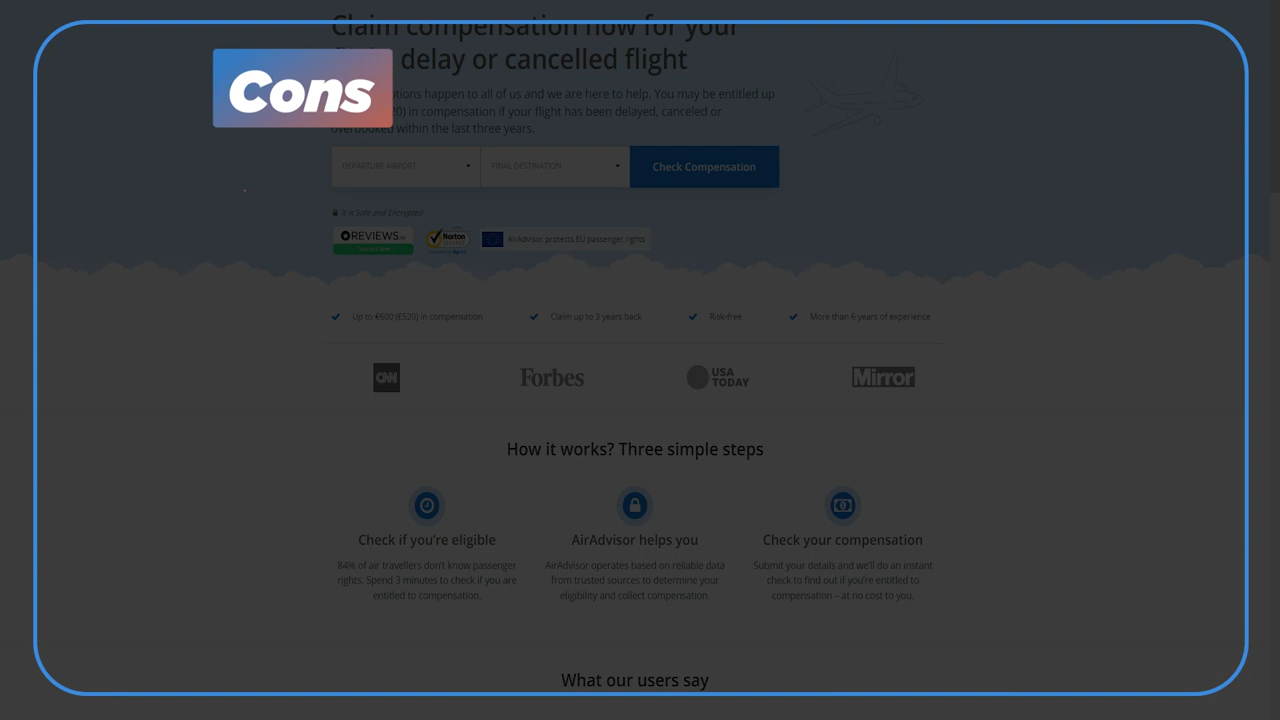 Claim compensation now for your
delay or cancelled flight
Cons
happen to all of us and we are here to help. You may be entitled up
in compensation if your flight has been delayed, canceled or
overbooked within the last three years.
DEPARTURE AIRPORT
FINAL DESTINATION
Check Compensation
It is Safe and Encrypted
REVIEWS.io
Norton
AirAdvisor protects EU passenger rights
Up to €600 (£520) in compensation
Claim up to 3 years back
Risk-free
More than 6 years of experience
CNN
Forbes
USA
TODAY
Mirror
How it works? Three simple steps
Check if you're eligible
84% of air travellers don't know passenger
rights. Spend 3 minutes to check if you are
entitled to compensation.
AirAdvisor helps you
AirAdvisor operates based on reliable data
from trusted sources to determine your
eligibility and collect compensation.
Check your compensation
Submit your details and we'll do an instant
check to find out if you're entitled to
compensation – at no cost to you.
What our users say